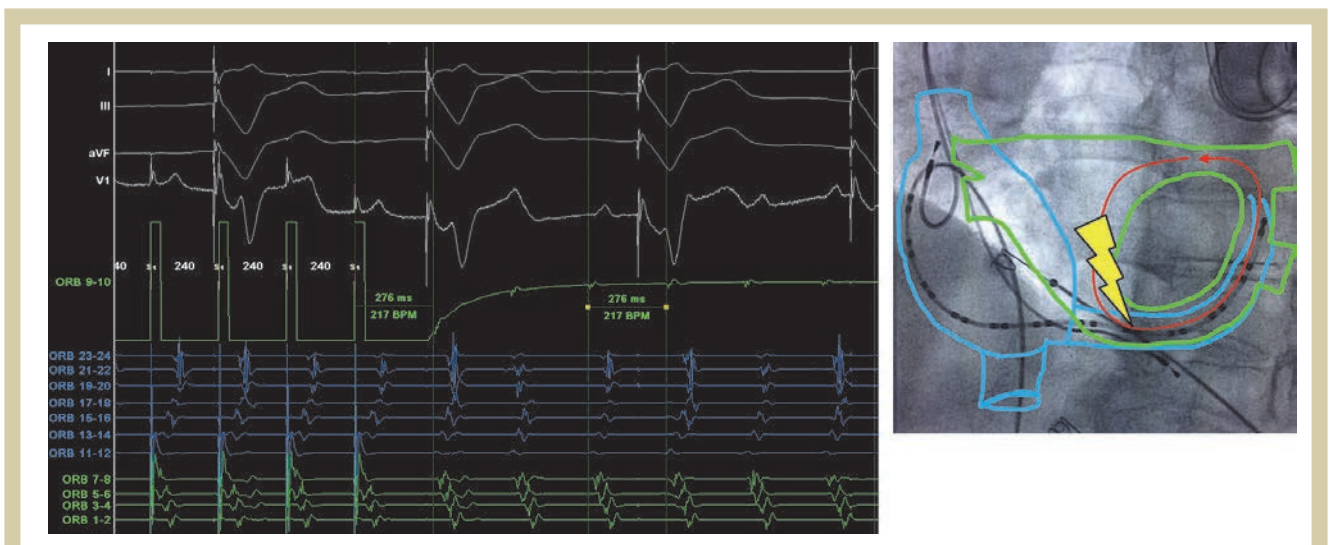 I
III
aVF
V1
40 S1 240 S1 240 S1 240 S1
ORB 9-10
276 ms
217 BPM
276 ms
217 BPM
ORB 23-24
ORB 21-22
ORB 19-20
ORB 17-18
ORB 15-16
ORB 13-14
ORB 11-12
ORB 7-8
ORB 5-6
ORB 3-4
ORB 1-2